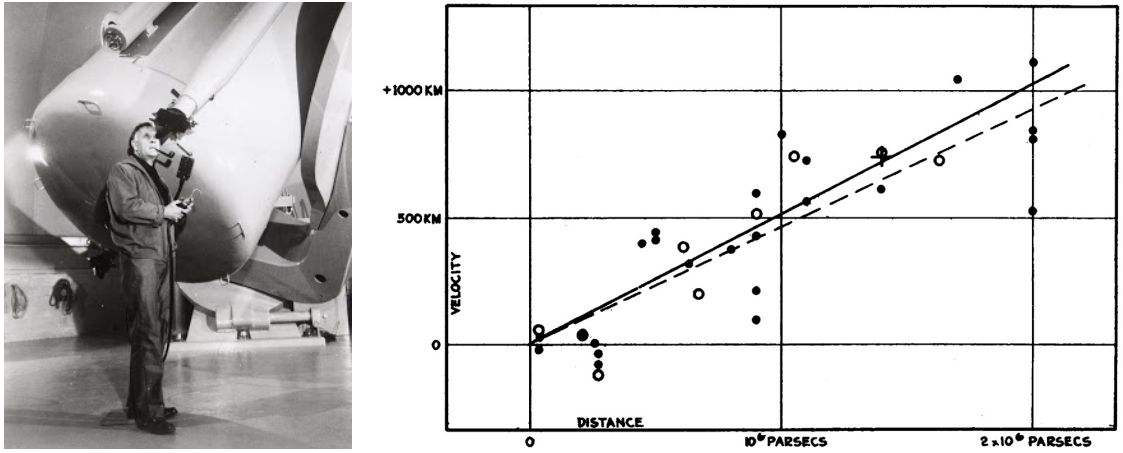 +1000 KM
500 KM
0
VELOCITY
DISTANCE
0
10⁶ PARSECS
2 x 10⁶ PARSECS